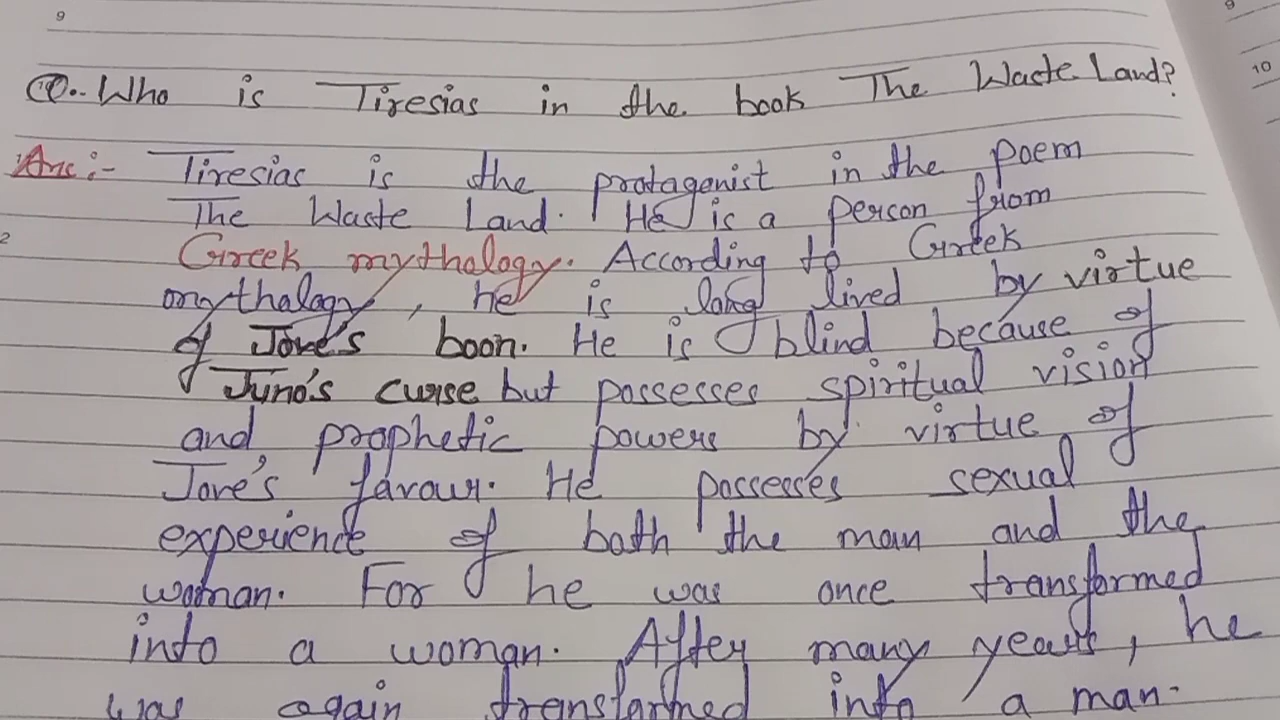 9
9
10
Q. Who is Tiresias in the book The Waste Land?
Ans:- Tiresias is the protagonist in the poem
The Waste Land. He is a person from
2
Greek mythology. According to Greek
mythology, he is long lived by virtue
of Jove's boon. He is blind because of
Juno's curse but possesses spiritual vision
and prophetic powers by virtue of
Jove's favour. He possesses sexual
experience of both the man and the
woman. For he was once transformed
into a woman. After many years, he
was again transformed into a man.